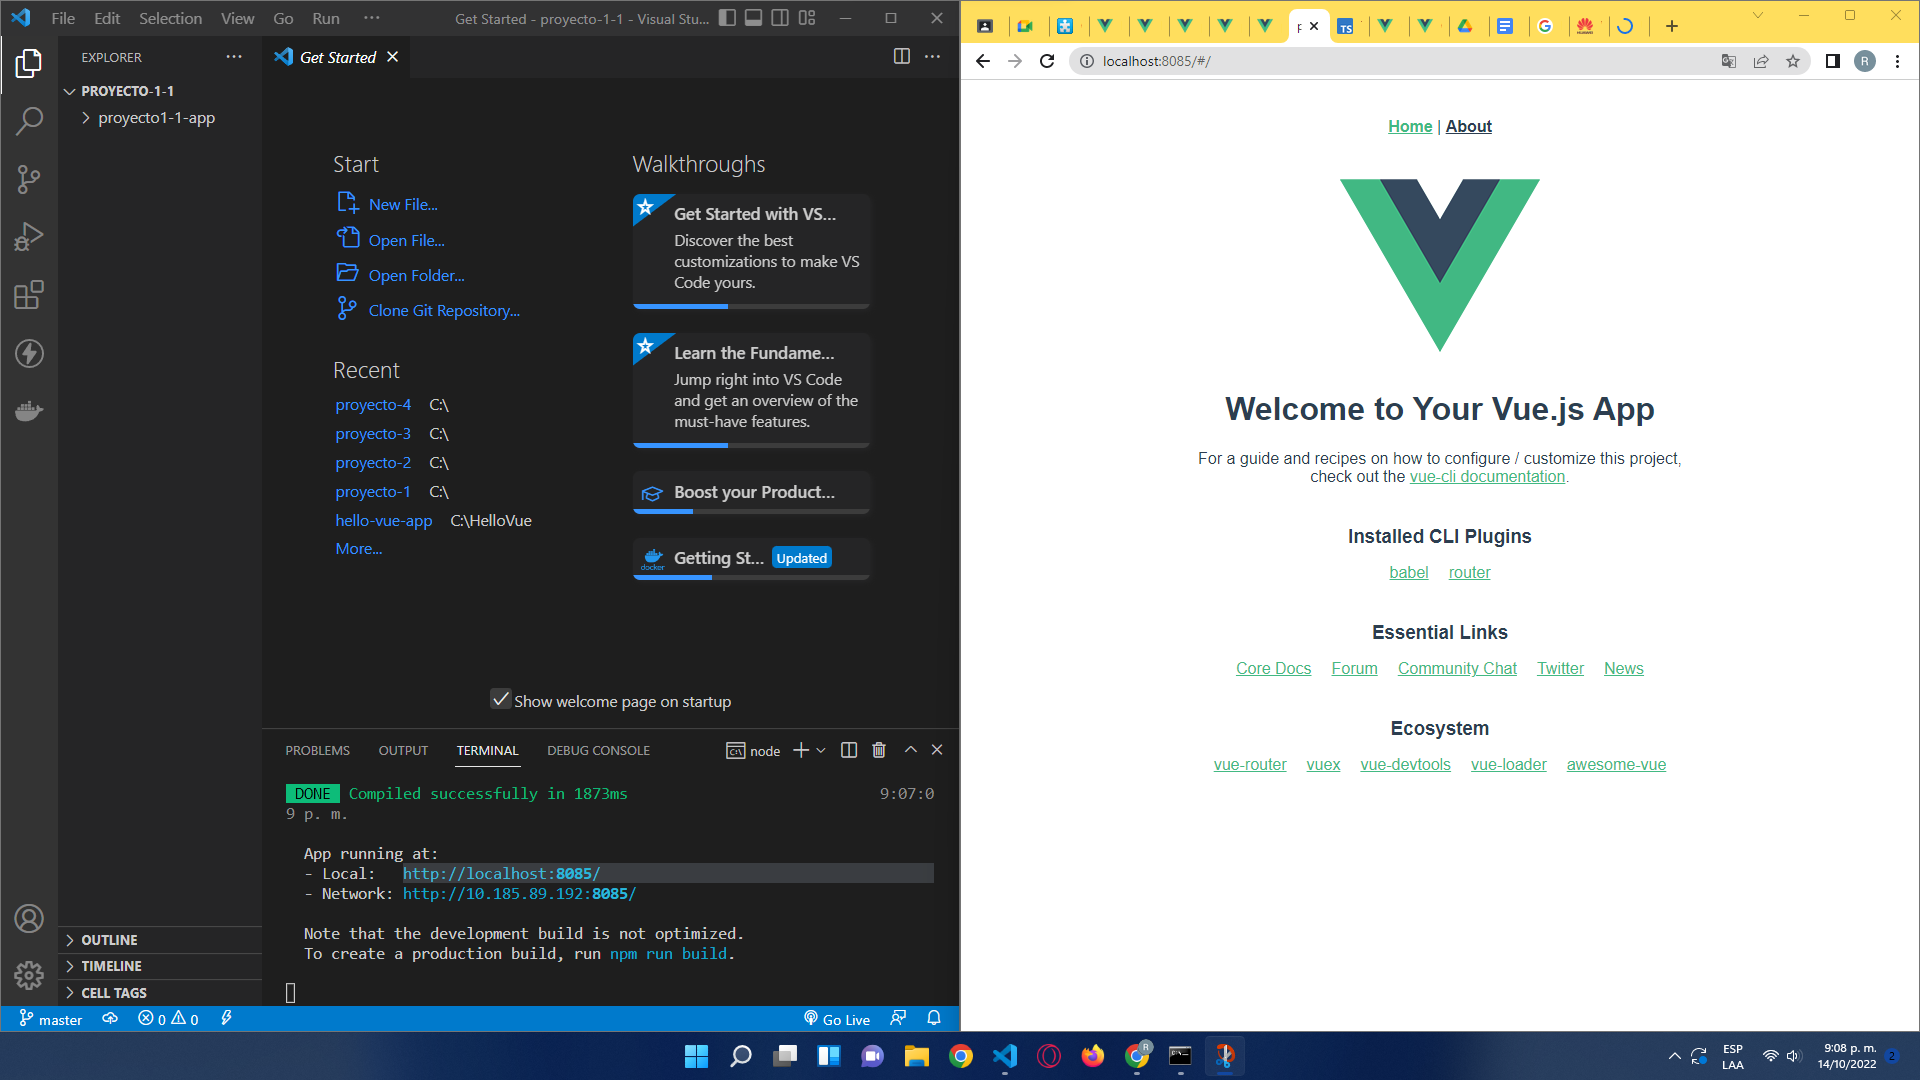 File Edit Selection View Go Run ···
Get Started - proyecto-1-1 - Visual Stu...
EXPLORER
PROYECTO-1-1
proyecto1-1-app
OUTLINE
TIMELINE
CELL TAGS
Get Started
Start
New File...
Open File...
Open Folder...
Clone Git Repository...
Recent
proyecto-4 C:\
proyecto-3 C:\
proyecto-2 C:\
proyecto-1 C:\
hello-vue-app C:\HelloVue
More...
Walkthroughs
Get Started with VS...
Discover the best
customizations to make VS
Code yours.
Learn the Fundame...
Jump right into VS Code
and get an overview of the
must-have features.
Boost your Product...
docker
Getting St... Updated
Show welcome page on startup
PROBLEMS OUTPUT TERMINAL DEBUG CONSOLE
node
DONE Compiled successfully in 1873ms 9:07:0
9 p. m.
App running at:
- Local: http://localhost:8085/
- Network: http://10.185.89.192:8085/
Note that the development build is not optimized.
To create a production build, run npm run build.
master 0 0
Go Live
p
TS
localhost:8085/#/
R
Home | About
Welcome to Your Vue.js App
For a guide and recipes on how to configure / customize this project,
check out the vue-cli documentation.
Installed CLI Plugins
babel router
Essential Links
Core Docs Forum Community Chat Twitter News
Ecosystem
vue-router vuex vue-devtools vue-loader awesome-vue
R
ESP
LAA
9:08 p. m.
14/10/2022
2